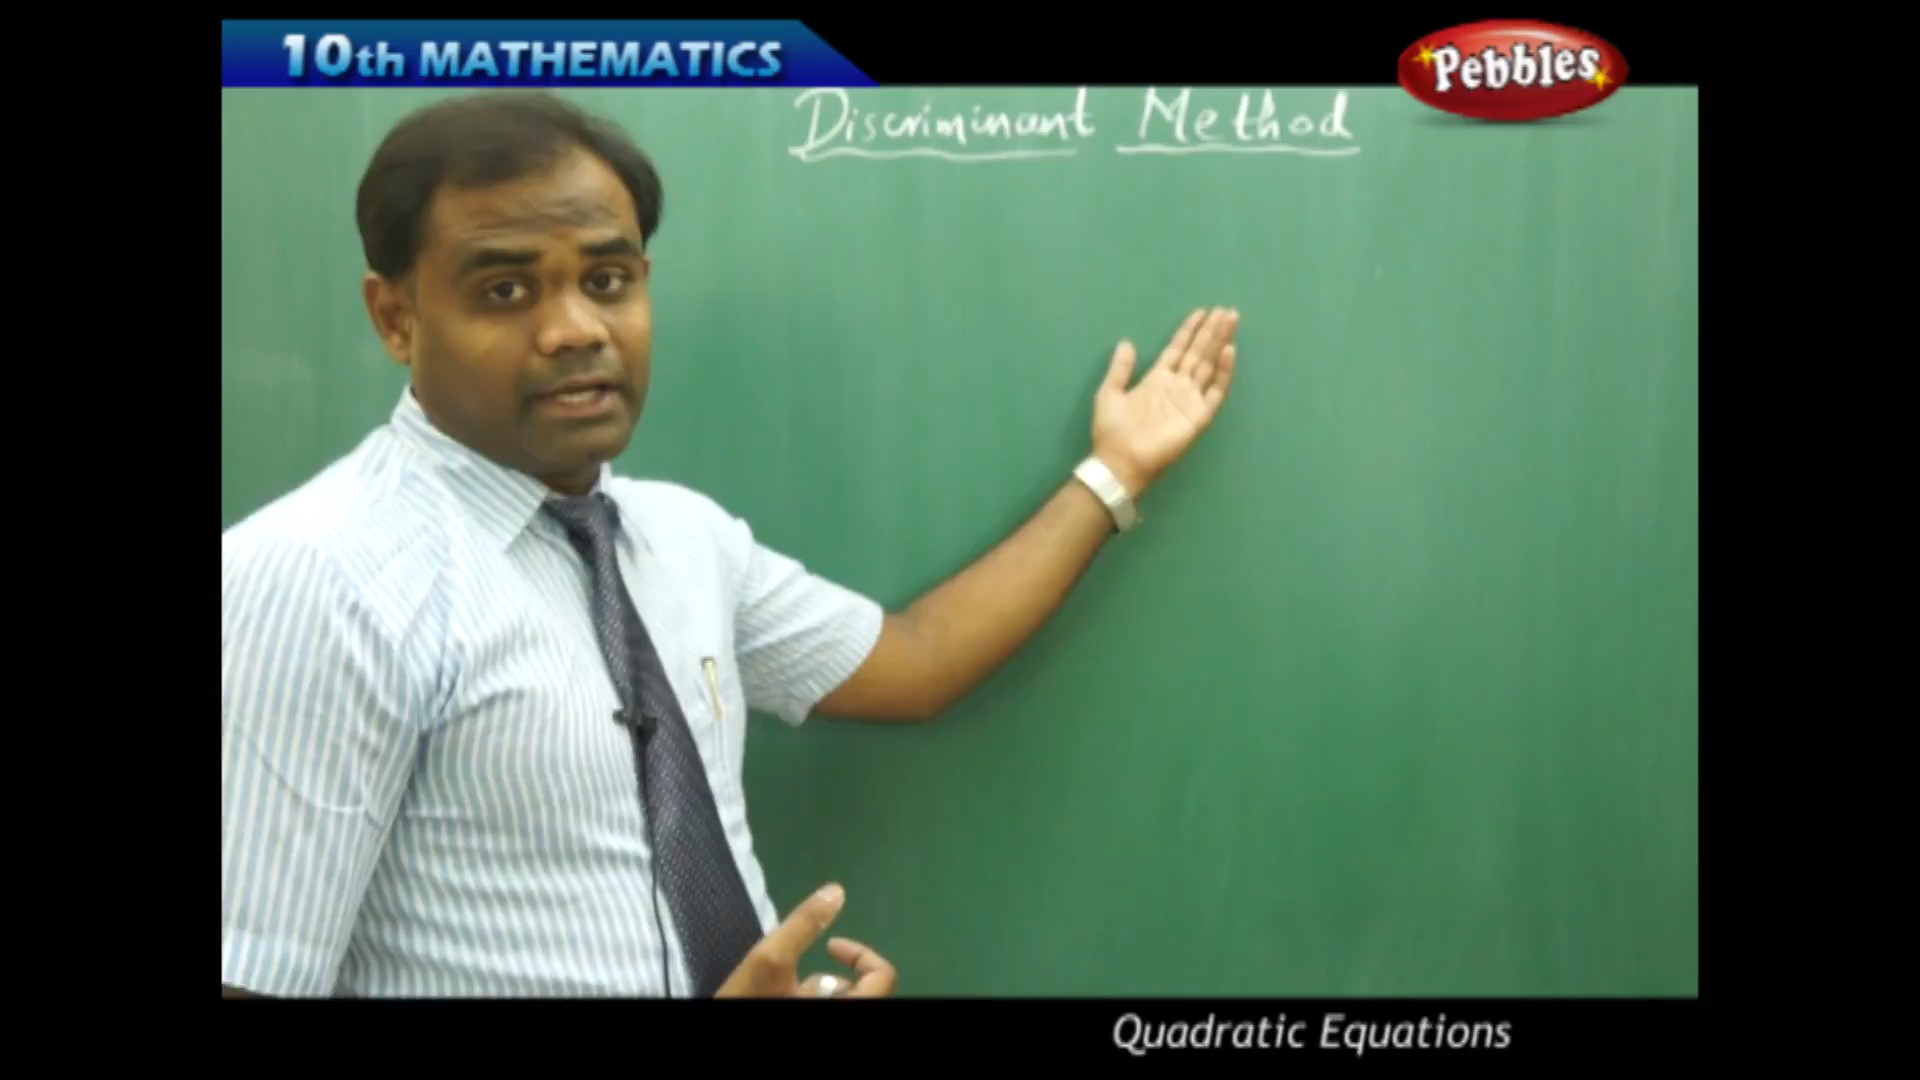 10th MATHEMATICS
Pebbles
Discriminant Method
Quadratic Equations